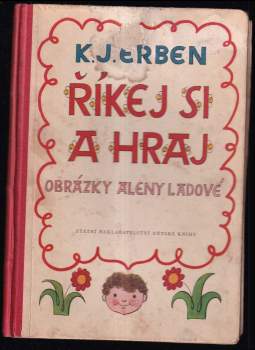 K.J.ERBEN
ŘÍKEJ SI
A HRAJ
OBRÁZKY ALENY LADOVÉ
STÁTNÍ NAKLADATELSTVÍ DĚTSKÉ KNIHY